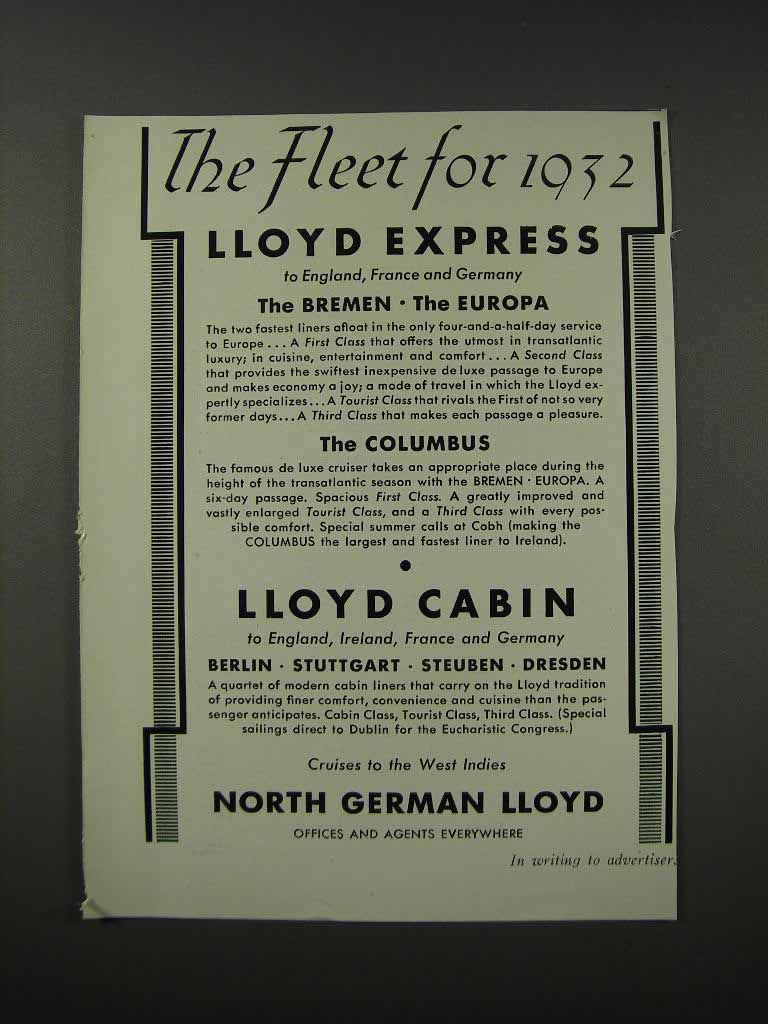 The Fleet for 1932
LLOYD EXPRESS
to England, France and Germany
The BREMEN · The EUROPA
The two fastest liners afloat in the only four-and-a-half-day service
to Europe . . . A First Class that offers the utmost in transatlantic
luxury; in cuisine, entertainment and comfort . . . A Second Class
that provides the swiftest inexpensive de luxe passage to Europe
and makes economy a joy; a mode of travel in which the Lloyd ex-
pertly specializes . . . A Tourist Class that rivals the First of not so very
former days . . . A Third Class that makes each passage a pleasure.
The COLUMBUS
The famous de luxe cruiser takes an appropriate place during the
height of the transatlantic season with the BREMEN · EUROPA. A
six-day passage. Spacious First Class. A greatly improved and
vastly enlarged Tourist Class, and a Third Class with every pos-
sible comfort. Special summer calls at Cobh (making the
COLUMBUS the largest and fastest liner to Ireland).
•
LLOYD CABIN
to England, Ireland, France and Germany
BERLIN · STUTTGART · STEUBEN · DRESDEN
A quartet of modern cabin liners that carry on the Lloyd tradition
of providing finer comfort, convenience and cuisine than the pas-
senger anticipates. Cabin Class, Tourist Class, Third Class. (Special
sailings direct to Dublin for the Eucharistic Congress.)
Cruises to the West Indies
NORTH GERMAN LLOYD
OFFICES AND AGENTS EVERYWHERE
In writing to advertisers